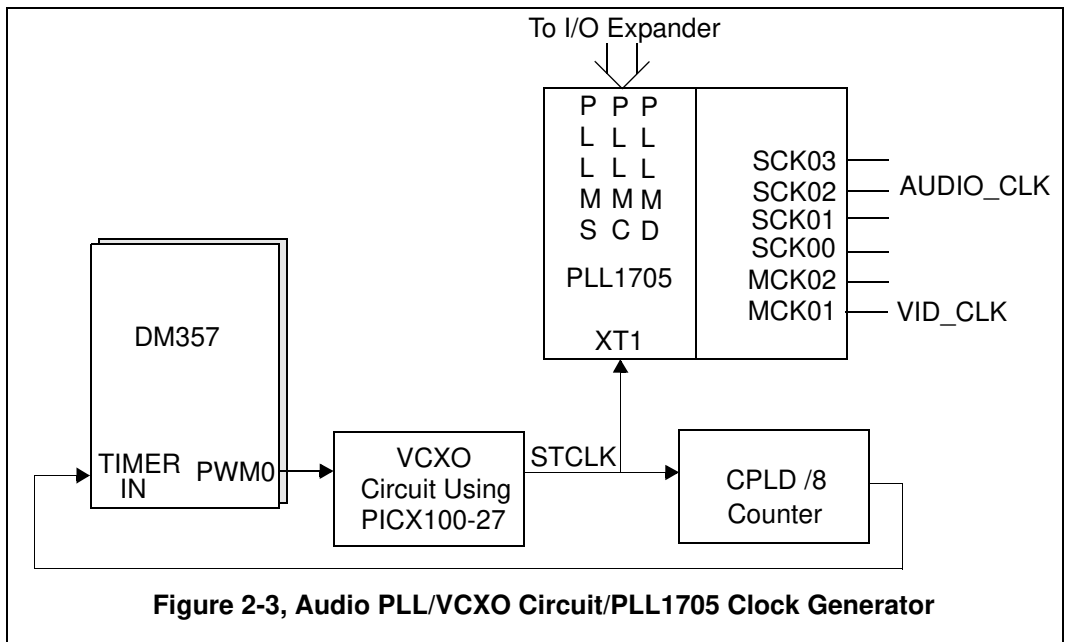 To I/O Expander
P P P
L L L
L L L
M M M
S C D
PLL1705
XT1
SCK03
SCK02
SCK01
SCK00
MCK02
MCK01
AUDIO_CLK
VID_CLK
DM357
TIMER
IN
PWM0
VCXO
Circuit Using
PICX100-27
STCLK
CPLD /8
Counter
Figure 2-3, Audio PLL/VCXO Circuit/PLL1705 Clock Generator